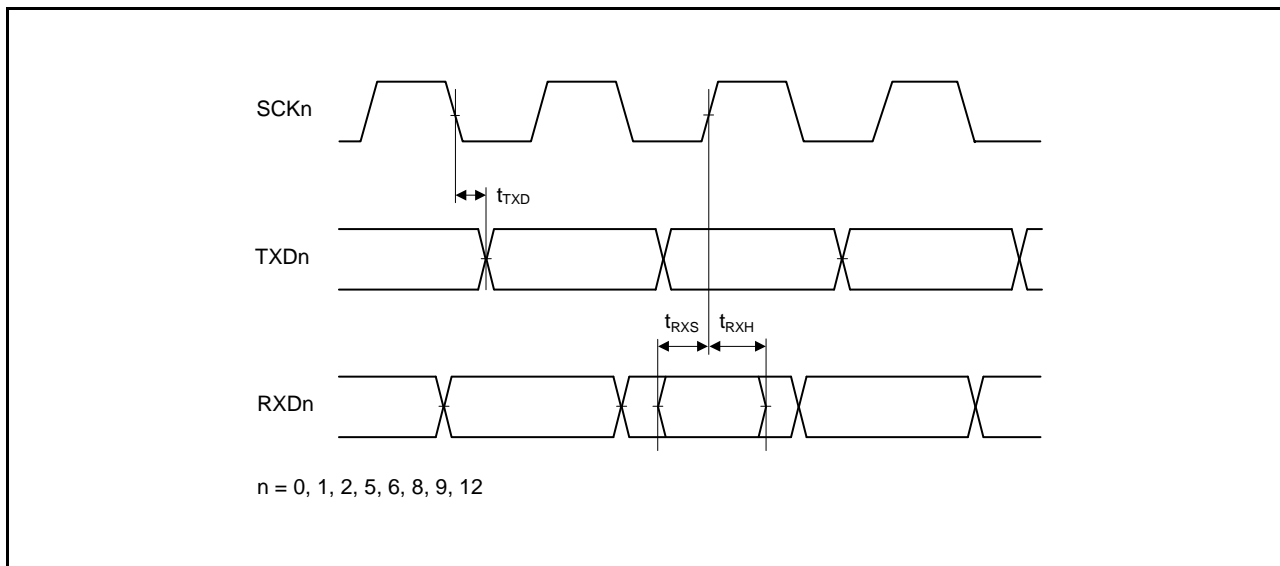 SCKn
tTXD
TXDn
tRXS tRXH
RXDn
n = 0, 1, 2, 5, 6, 8, 9, 12